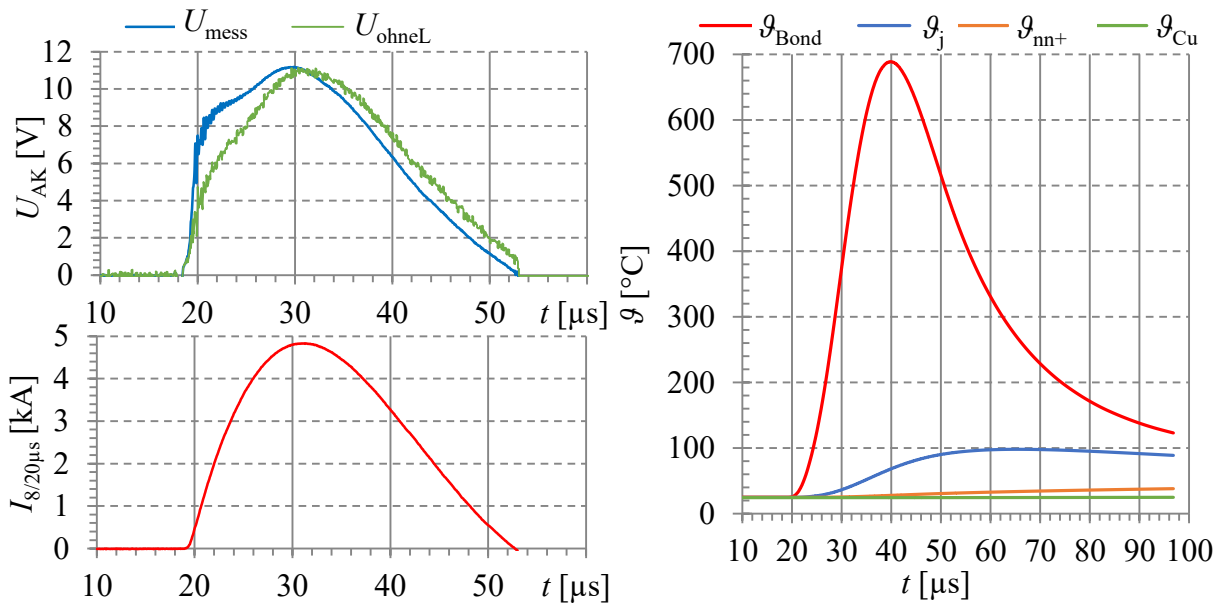 U_mess U_ohneL
U_AK [V]
12
10
8
6
4
2
0
10 20 30 40 50 t [µs]
I_8/20µs [kA]
5
4
3
2
1
0
10 20 30 40 50 t [µs]
ϑ_Bond ϑ_j ϑ_nn+ ϑ_Cu
ϑ [°C]
700
600
500
400
300
200
100
0
10 20 30 40 50 60 70 80 90 100
t [µs]